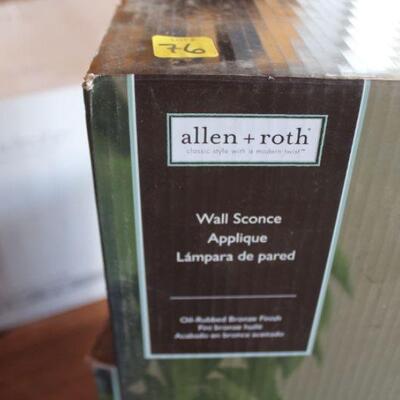 76
allen + roth®
classic style with a modern twist™
Wall Sconce
Applique
Lámpara de pared
Oil-Rubbed Bronze Finish
Fini bronze huilé
Acabado en bronce aceitado